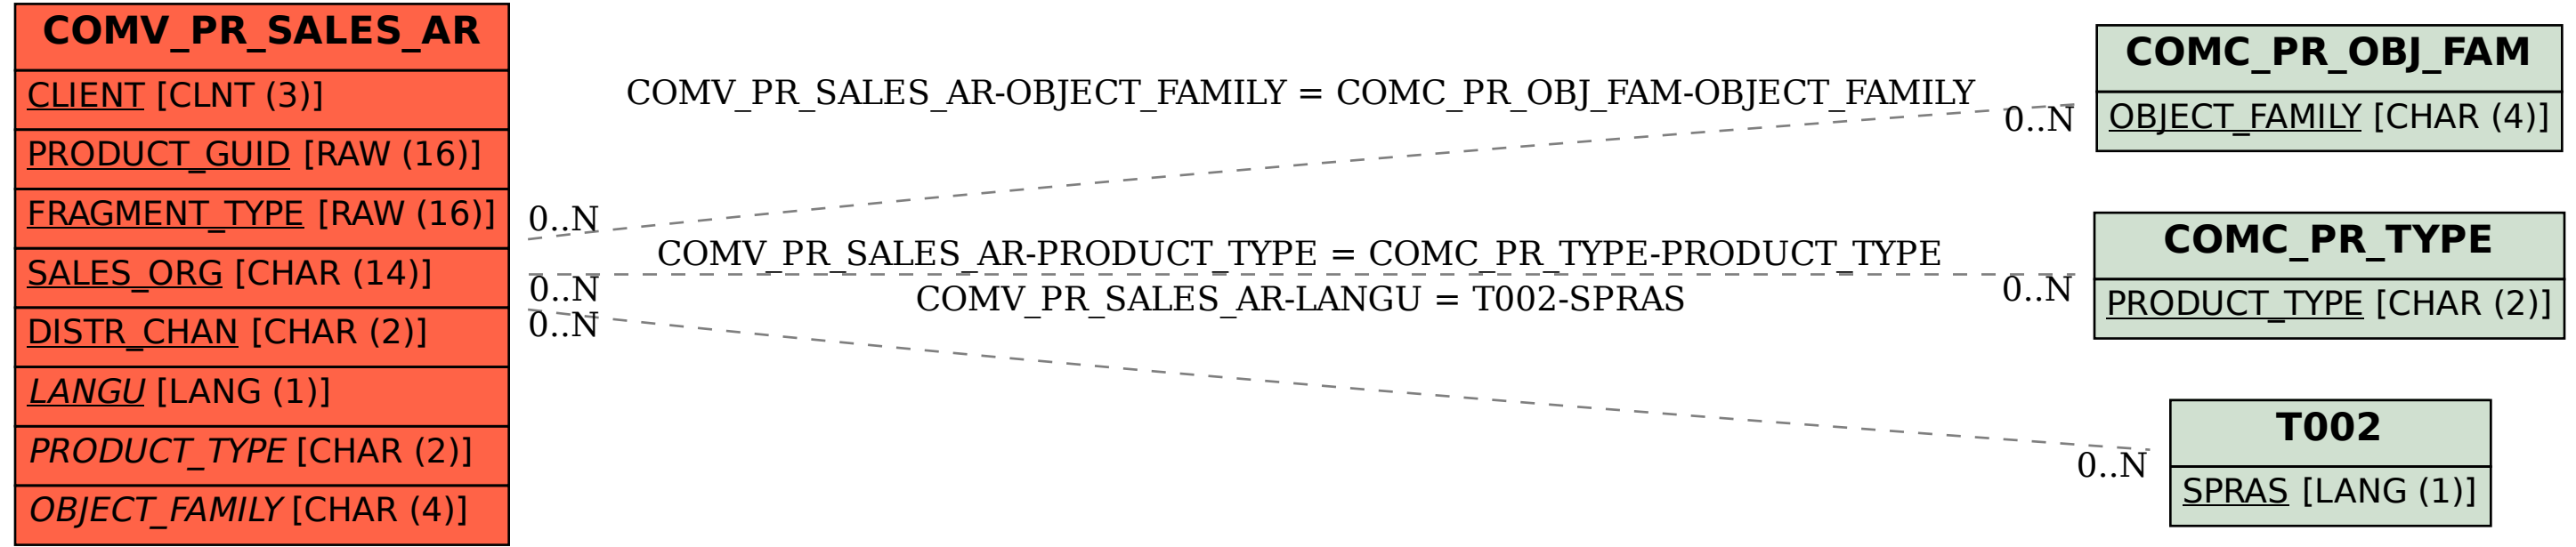 COMV_PR_SALES_AR
CLIENT [CLNT (3)]
PRODUCT_GUID [RAW (16)]
FRAGMENT_TYPE [RAW (16)]
SALES_ORG [CHAR (14)]
DISTR_CHAN [CHAR (2)]
LANGU [LANG (1)]
PRODUCT_TYPE [CHAR (2)]
OBJECT_FAMILY [CHAR (4)]
COMV_PR_SALES_AR-OBJECT_FAMILY = COMC_PR_OBJ_FAM-OBJECT_FAMILY
0..N
0..N
COMV_PR_SALES_AR-PRODUCT_TYPE = COMC_PR_TYPE-PRODUCT_TYPE
0..N
0..N
COMV_PR_SALES_AR-LANGU = T002-SPRAS
0..N
0..N
COMC_PR_OBJ_FAM
OBJECT_FAMILY [CHAR (4)]
COMC_PR_TYPE
PRODUCT_TYPE [CHAR (2)]
T002
SPRAS [LANG (1)]